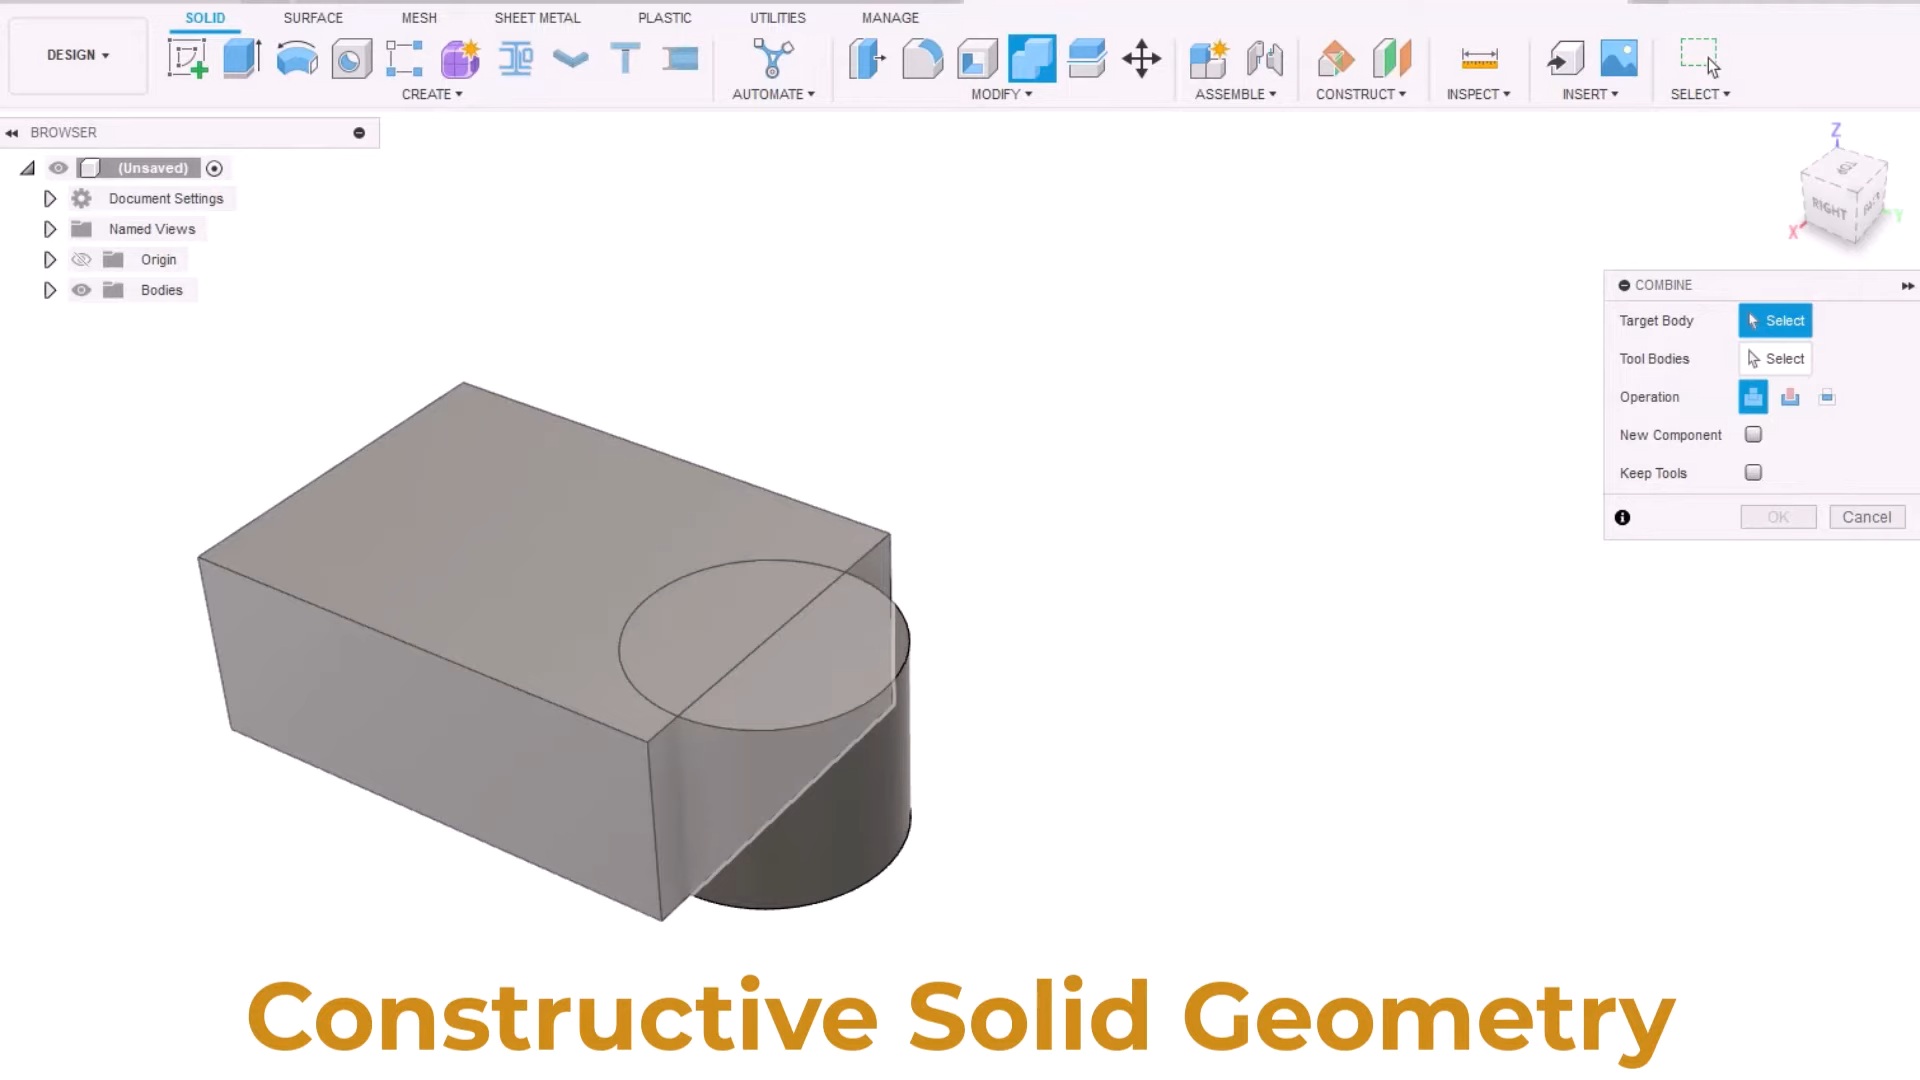 SOLID SURFACE MESH SHEET METAL PLASTIC UTILITIES MANAGE
DESIGN
CREATE AUTOMATE MODIFY ASSEMBLE CONSTRUCT INSPECT INSERT SELECT
BROWSER
(Unsaved)
Document Settings
Named Views
Origin
Bodies
Z
TOP
RIGHT
X
Y
COMBINE
Target Body Select
Tool Bodies Select
Operation
New Component
Keep Tools
OK Cancel
Constructive Solid Geometry